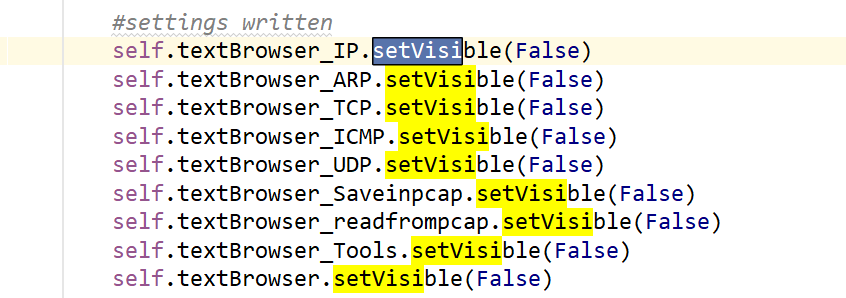 #settings written
self.textBrowser_IP.setVisible(False)
self.textBrowser_ARP.setVisible(False)
self.textBrowser_TCP.setVisible(False)
self.textBrowser_ICMP.setVisible(False)
self.textBrowser_UDP.setVisible(False)
self.textBrowser_Saveinpcap.setVisible(False)
self.textBrowser_readfrompcap.setVisible(False)
self.textBrowser_Tools.setVisible(False)
self.textBrowser.setVisible(False)